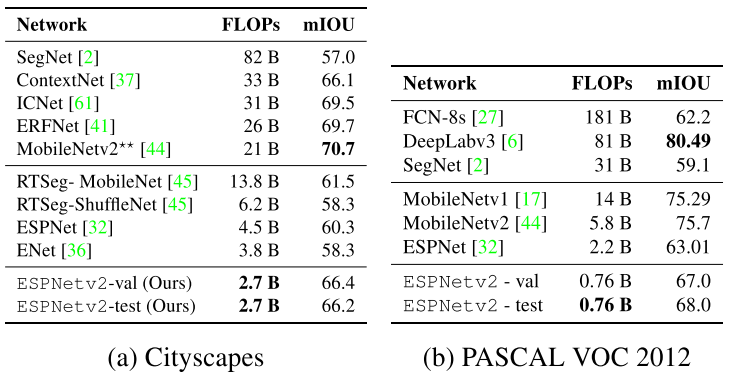 Network FLOPs mIOU
SegNet [2] 82 B 57.0
ContextNet [37] 33 B 66.1
ICNet [61] 31 B 69.5
ERFNet [41] 26 B 69.7
MobileNetv2** [44] 21 B 70.7
RTSeg- MobileNet [45] 13.8 B 61.5
RTSeg-ShuffleNet [45] 6.2 B 58.3
ESPNet [32] 4.5 B 60.3
ENet [36] 3.8 B 58.3
ESPNetv2-val (Ours) 2.7 B 66.4
ESPNetv2-test (Ours) 2.7 B 66.2
(a) Cityscapes
Network FLOPs mIOU
FCN-8s [27] 181 B 62.2
DeepLabv3 [6] 81 B 80.49
SegNet [2] 31 B 59.1
MobileNetv1 [17] 14 B 75.29
MobileNetv2 [44] 5.8 B 75.7
ESPNet [32] 2.2 B 63.01
ESPNetv2 - val 0.76 B 67.0
ESPNetv2 - test 0.76 B 68.0
(b) PASCAL VOC 2012